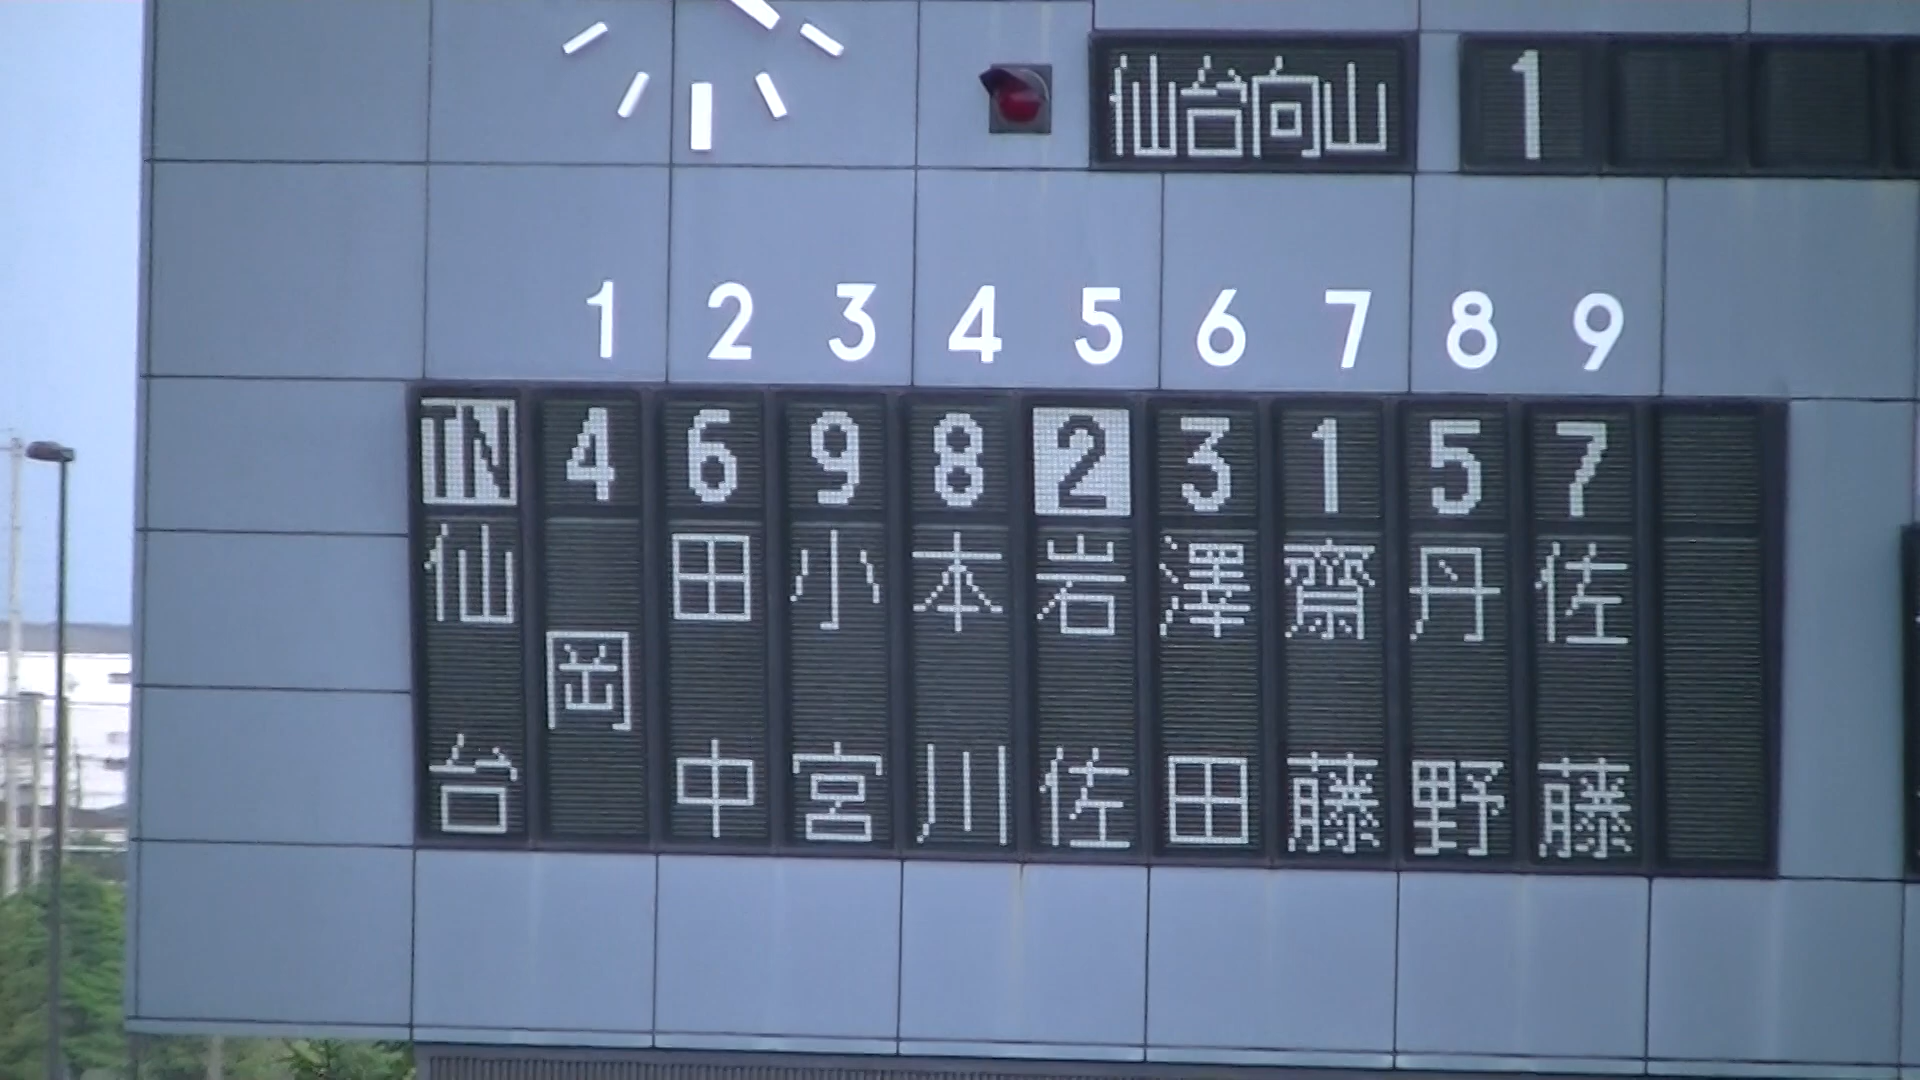 仙台向山 1
1 2 3 4 5 6 7 8 9
IN 4 6 9 8 2 3 1 5 7
仙台
岡
田中
小宮
本川
岩佐
澤田
齋藤
丹野
佐藤